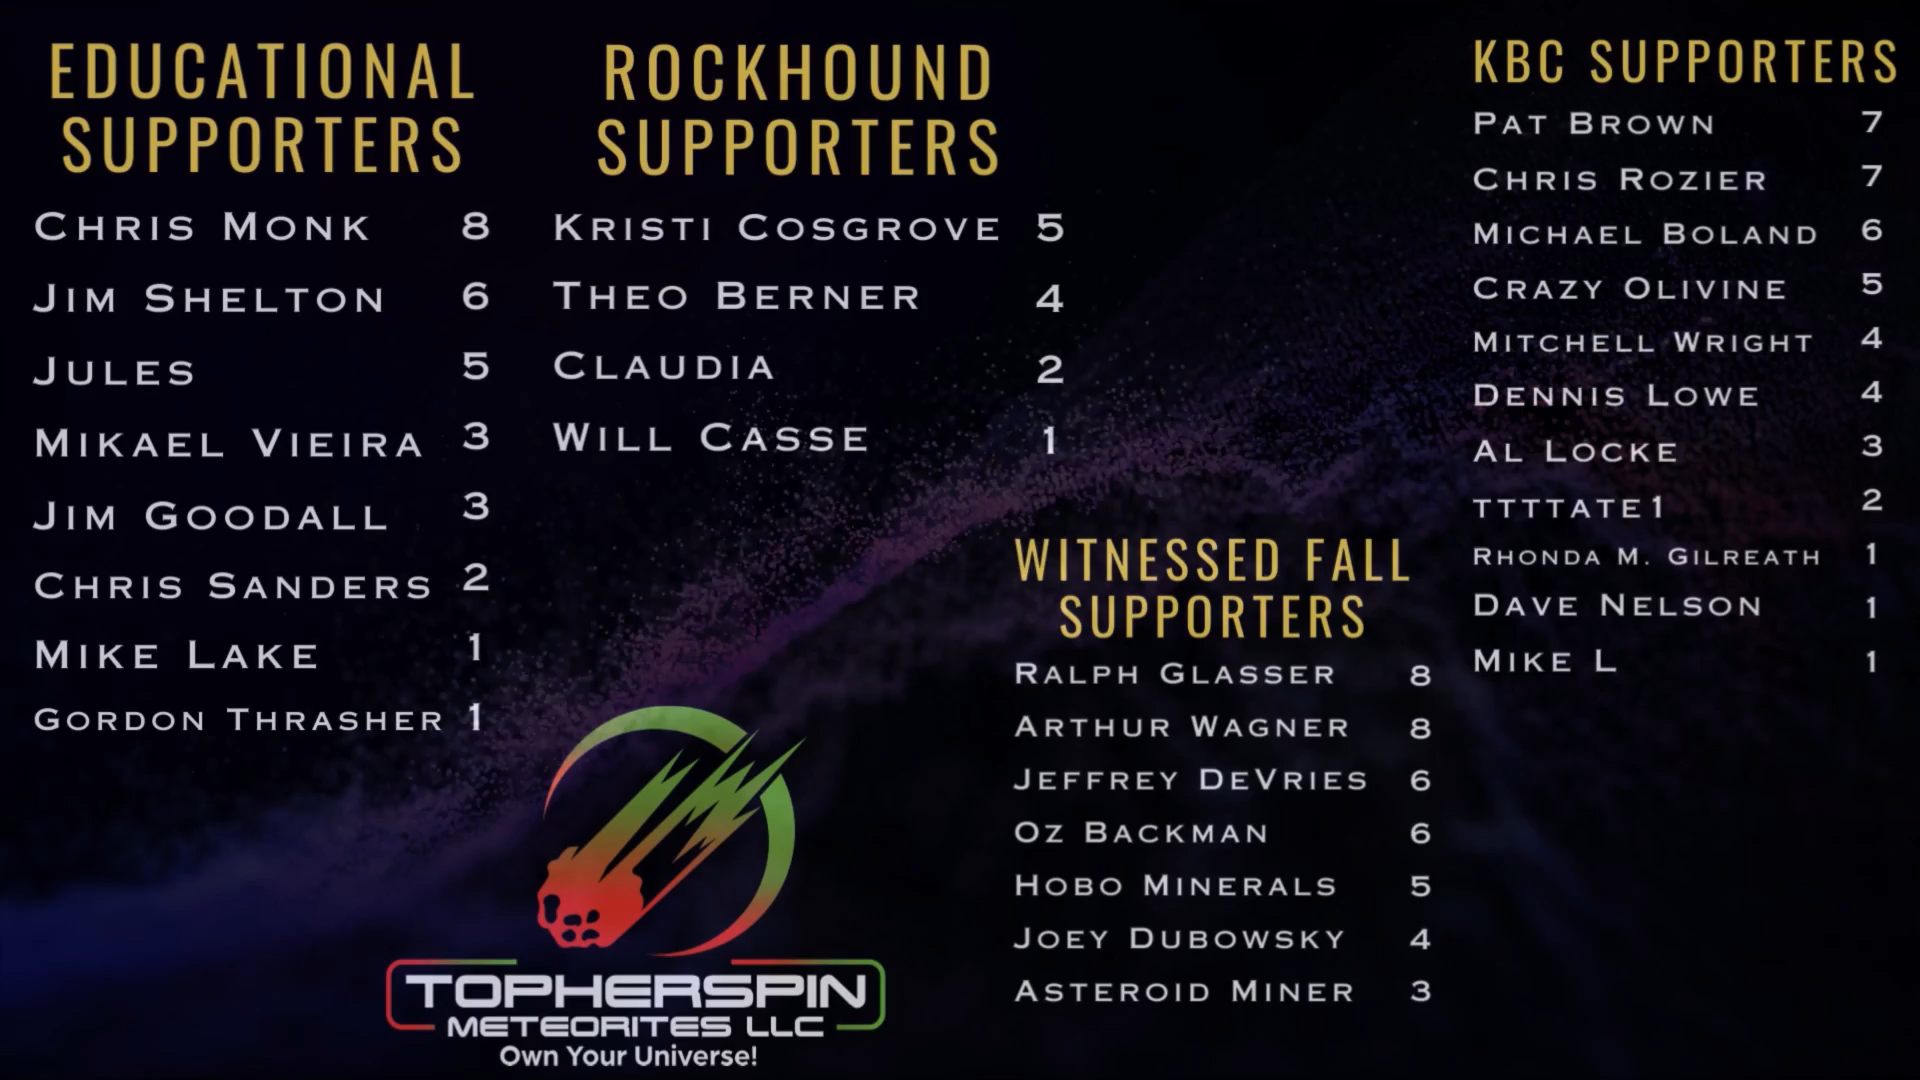 EDUCATIONAL
SUPPORTERS
CHRIS MONK 8
JIM SHELTON 6
JULES 5
MIKAEL VIEIRA 3
JIM GOODALL 3
CHRIS SANDERS 2
MIKE LAKE 1
GORDON THRASHER 1
ROCKHOUND
SUPPORTERS
KRISTI COSGROVE 5
THEO BERNER 4
CLAUDIA 2
WILL CASSE 1
WITNESSED FALL
SUPPORTERS
RALPH GLASSER 8
ARTHUR WAGNER 8
JEFFREY DEVRIES 6
OZ BACKMAN 6
HOBO MINERALS 5
JOEY DUBOWSKY 4
ASTEROID MINER 3
KBC SUPPORTERS
PAT BROWN 7
CHRIS ROZIER 7
MICHAEL BOLAND 6
CRAZY OLIVINE 5
MITCHELL WRIGHT 4
DENNIS LOWE 4
AL LOCKE 3
TTTTATE1 2
RHONDA M. GILREATH 1
DAVE NELSON 1
MIKE L 1
TOPHERSPIN
METEORITES LLC
Own Your Universe!